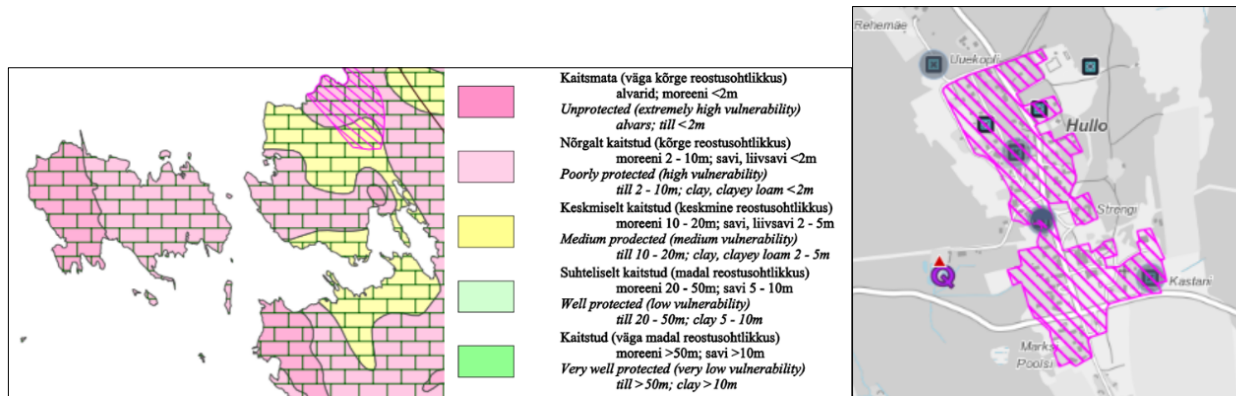 Kaitsmata (väga kõrge reostusohtlikkus)
alvarid; moreeni <2m
Unprotected (extremely high vulnerability)
alvars; till <2m
Nõrgalt kaitstud (kõrge reostusohtlikkus)
moreeni 2 - 10m; savi, liivsavi <2m
Poorly protected (high vulnerability)
till 2 - 10m; clay, clayey loam <2m
Keskmiselt kaitstud (keskmine reostusohtlikkus)
moreeni 10 - 20m; savi, liivsavi 2 - 5m
Medium prodected (medium vulnerability)
till 10 - 20m; clay, clayey loam 2 - 5m
Suhteliselt kaitstud (madal reostusohtlikkus)
moreeni 20 - 50m; savi 5 - 10m
Well protected (low vulnerability)
till 20 - 50m; clay 5 - 10m
Kaitstud (väga madal reostusohtlikkus)
moreeni >50m; savi >10m
Very well protected (very low vulnerability)
till > 50m; clay > 10m
Rehemäe
Uuekopli
Hullo
Strengi
Kastani
Poolsi